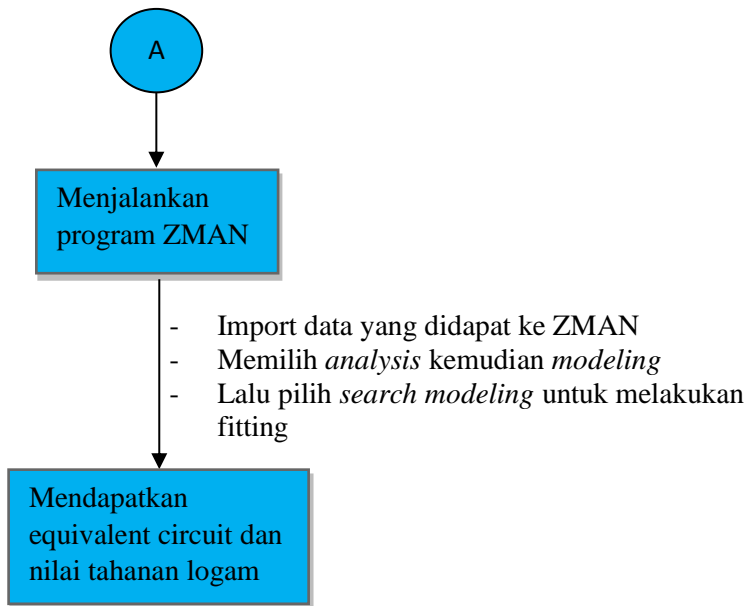 A
Menjalankan
program ZMAN
- Import data yang didapat ke ZMAN
- Memilih analysis kemudian modeling
- Lalu pilih search modeling untuk melakukan
fitting
Mendapatkan
equivalent circuit dan
nilai tahanan logam